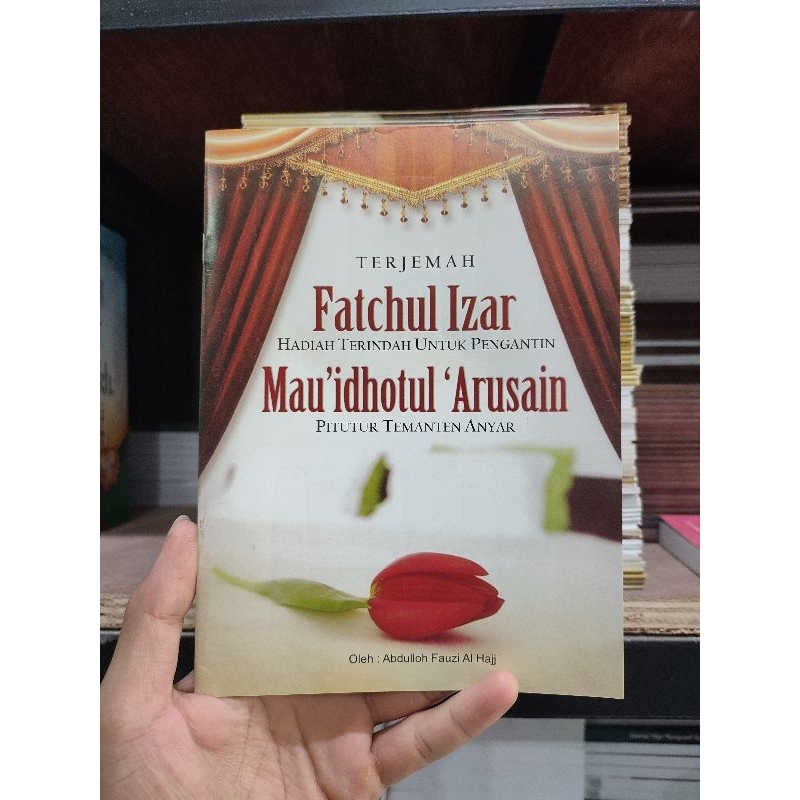 TERJEMAH
Fatchul Izar
HADIAH TERINDAH UNTUK PENGANTIN
Mau'idhotul 'Arusain
PITUTUR TEMANTEN ANYAR
Oleh : Abdulloh Fauzi Al Hajj